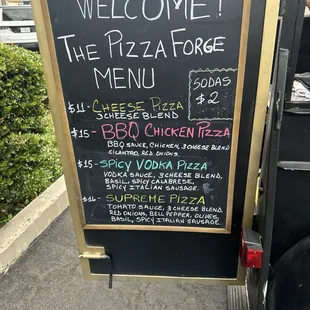 WELCOME!
THE PIZZA FORGE
MENU
SODAS
$2
$11-CHEESE PIZZA
3 CHEESE BLEND
$15-BBQ CHICKEN PIZZA
BBQ SAUCE, CHICKEN, 3 CHEESE BLEND
CILANTRO, RED ONIONS.
$15-SPICY VODKA PIZZA
VODKA SAUCE, 3 CHEESE BLEND,
BASIL, SPICY CALABRESE,
SPICY ITALIAN SAUSAGE.
$16-SUPREME PIZZA
TOMATO SAUCE, 3 CHEESE BLEND,
RED ONIONS, BELL PEPPER, OLIVES,
BASIL, SPICY ITALIAN SAUSAGE